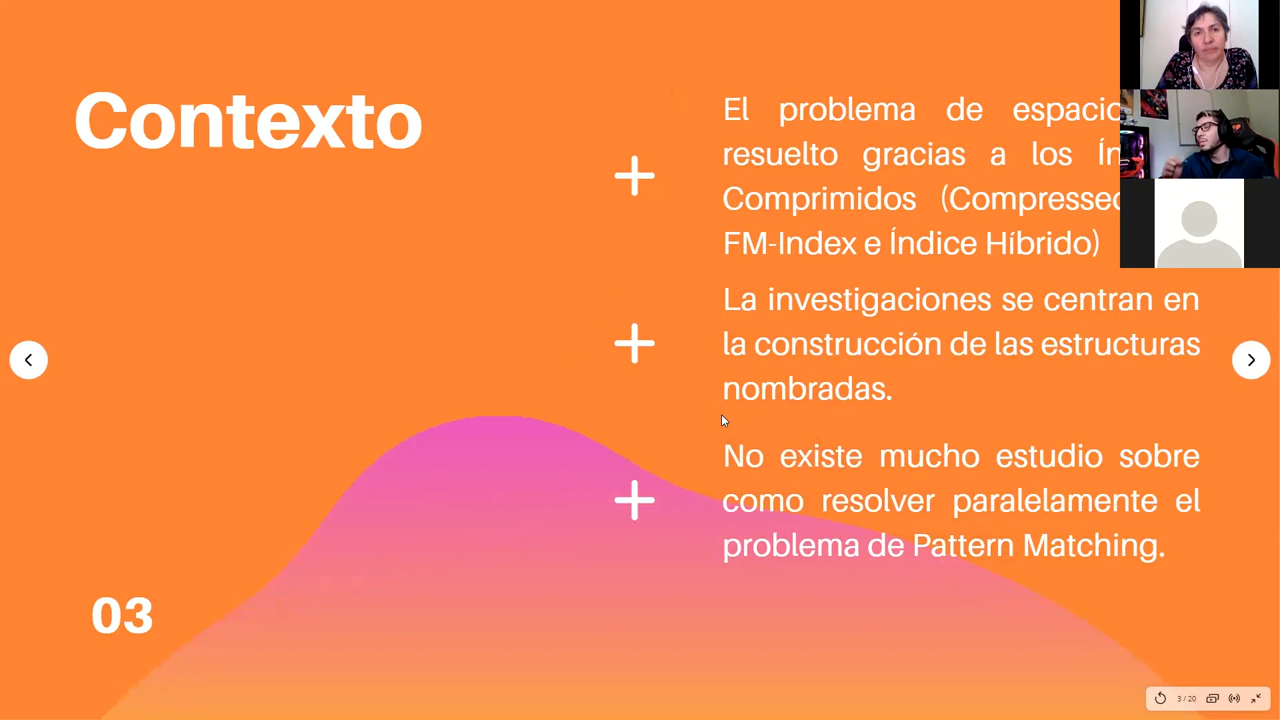 Contexto
El problema de espacio
resuelto gracias a los
Comprimidos (Compressed
FM-Index e Índice Híbrido)
La investigaciones se centran en
la construcción de las estructuras
nombradas.
No existe mucho estudio sobre
como resolver paralelamente el
problema de Pattern Matching.
03
3 / 20